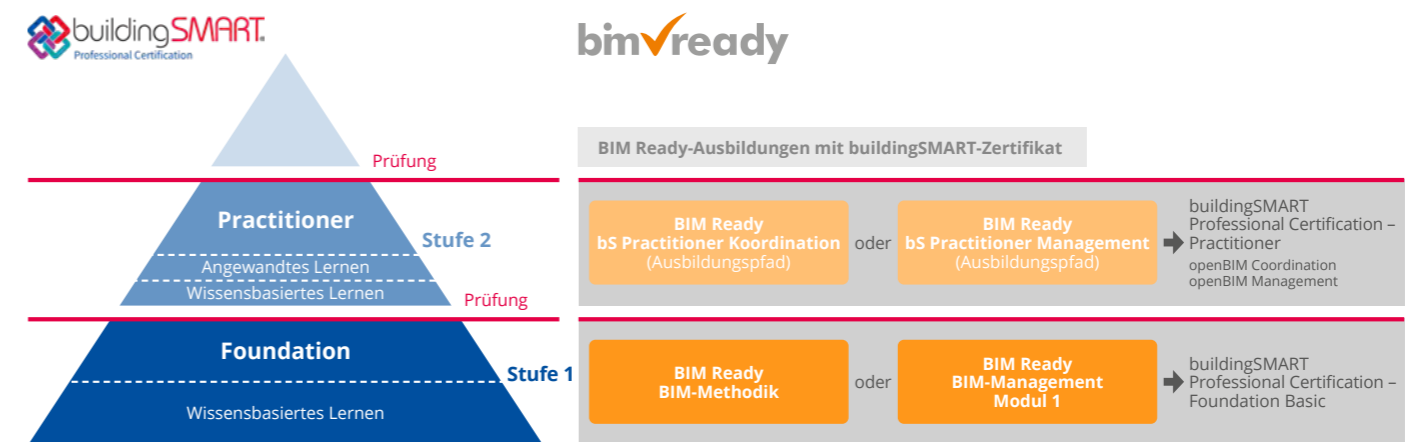 buildingSMART.
Professional Certification
bim ready
BIM Ready-Ausbildungen mit buildingSMART-Zertifikat
Prüfung
Practitioner
Stufe 2
Angewandtes Lernen
Wissensbasiertes Lernen
Prüfung
BIM Ready
bS Practitioner Koordination
(Ausbildungspfad)
oder
BIM Ready
bS Practitioner Management
(Ausbildungspfad)
buildingSMART
Professional Certification –
Practitioner
openBIM Coordination
openBIM Management
Foundation
Stufe 1
Wissensbasiertes Lernen
BIM Ready
BIM-Methodik
oder
BIM Ready
BIM-Management
Modul 1
buildingSMART
Professional Certification –
Foundation Basic